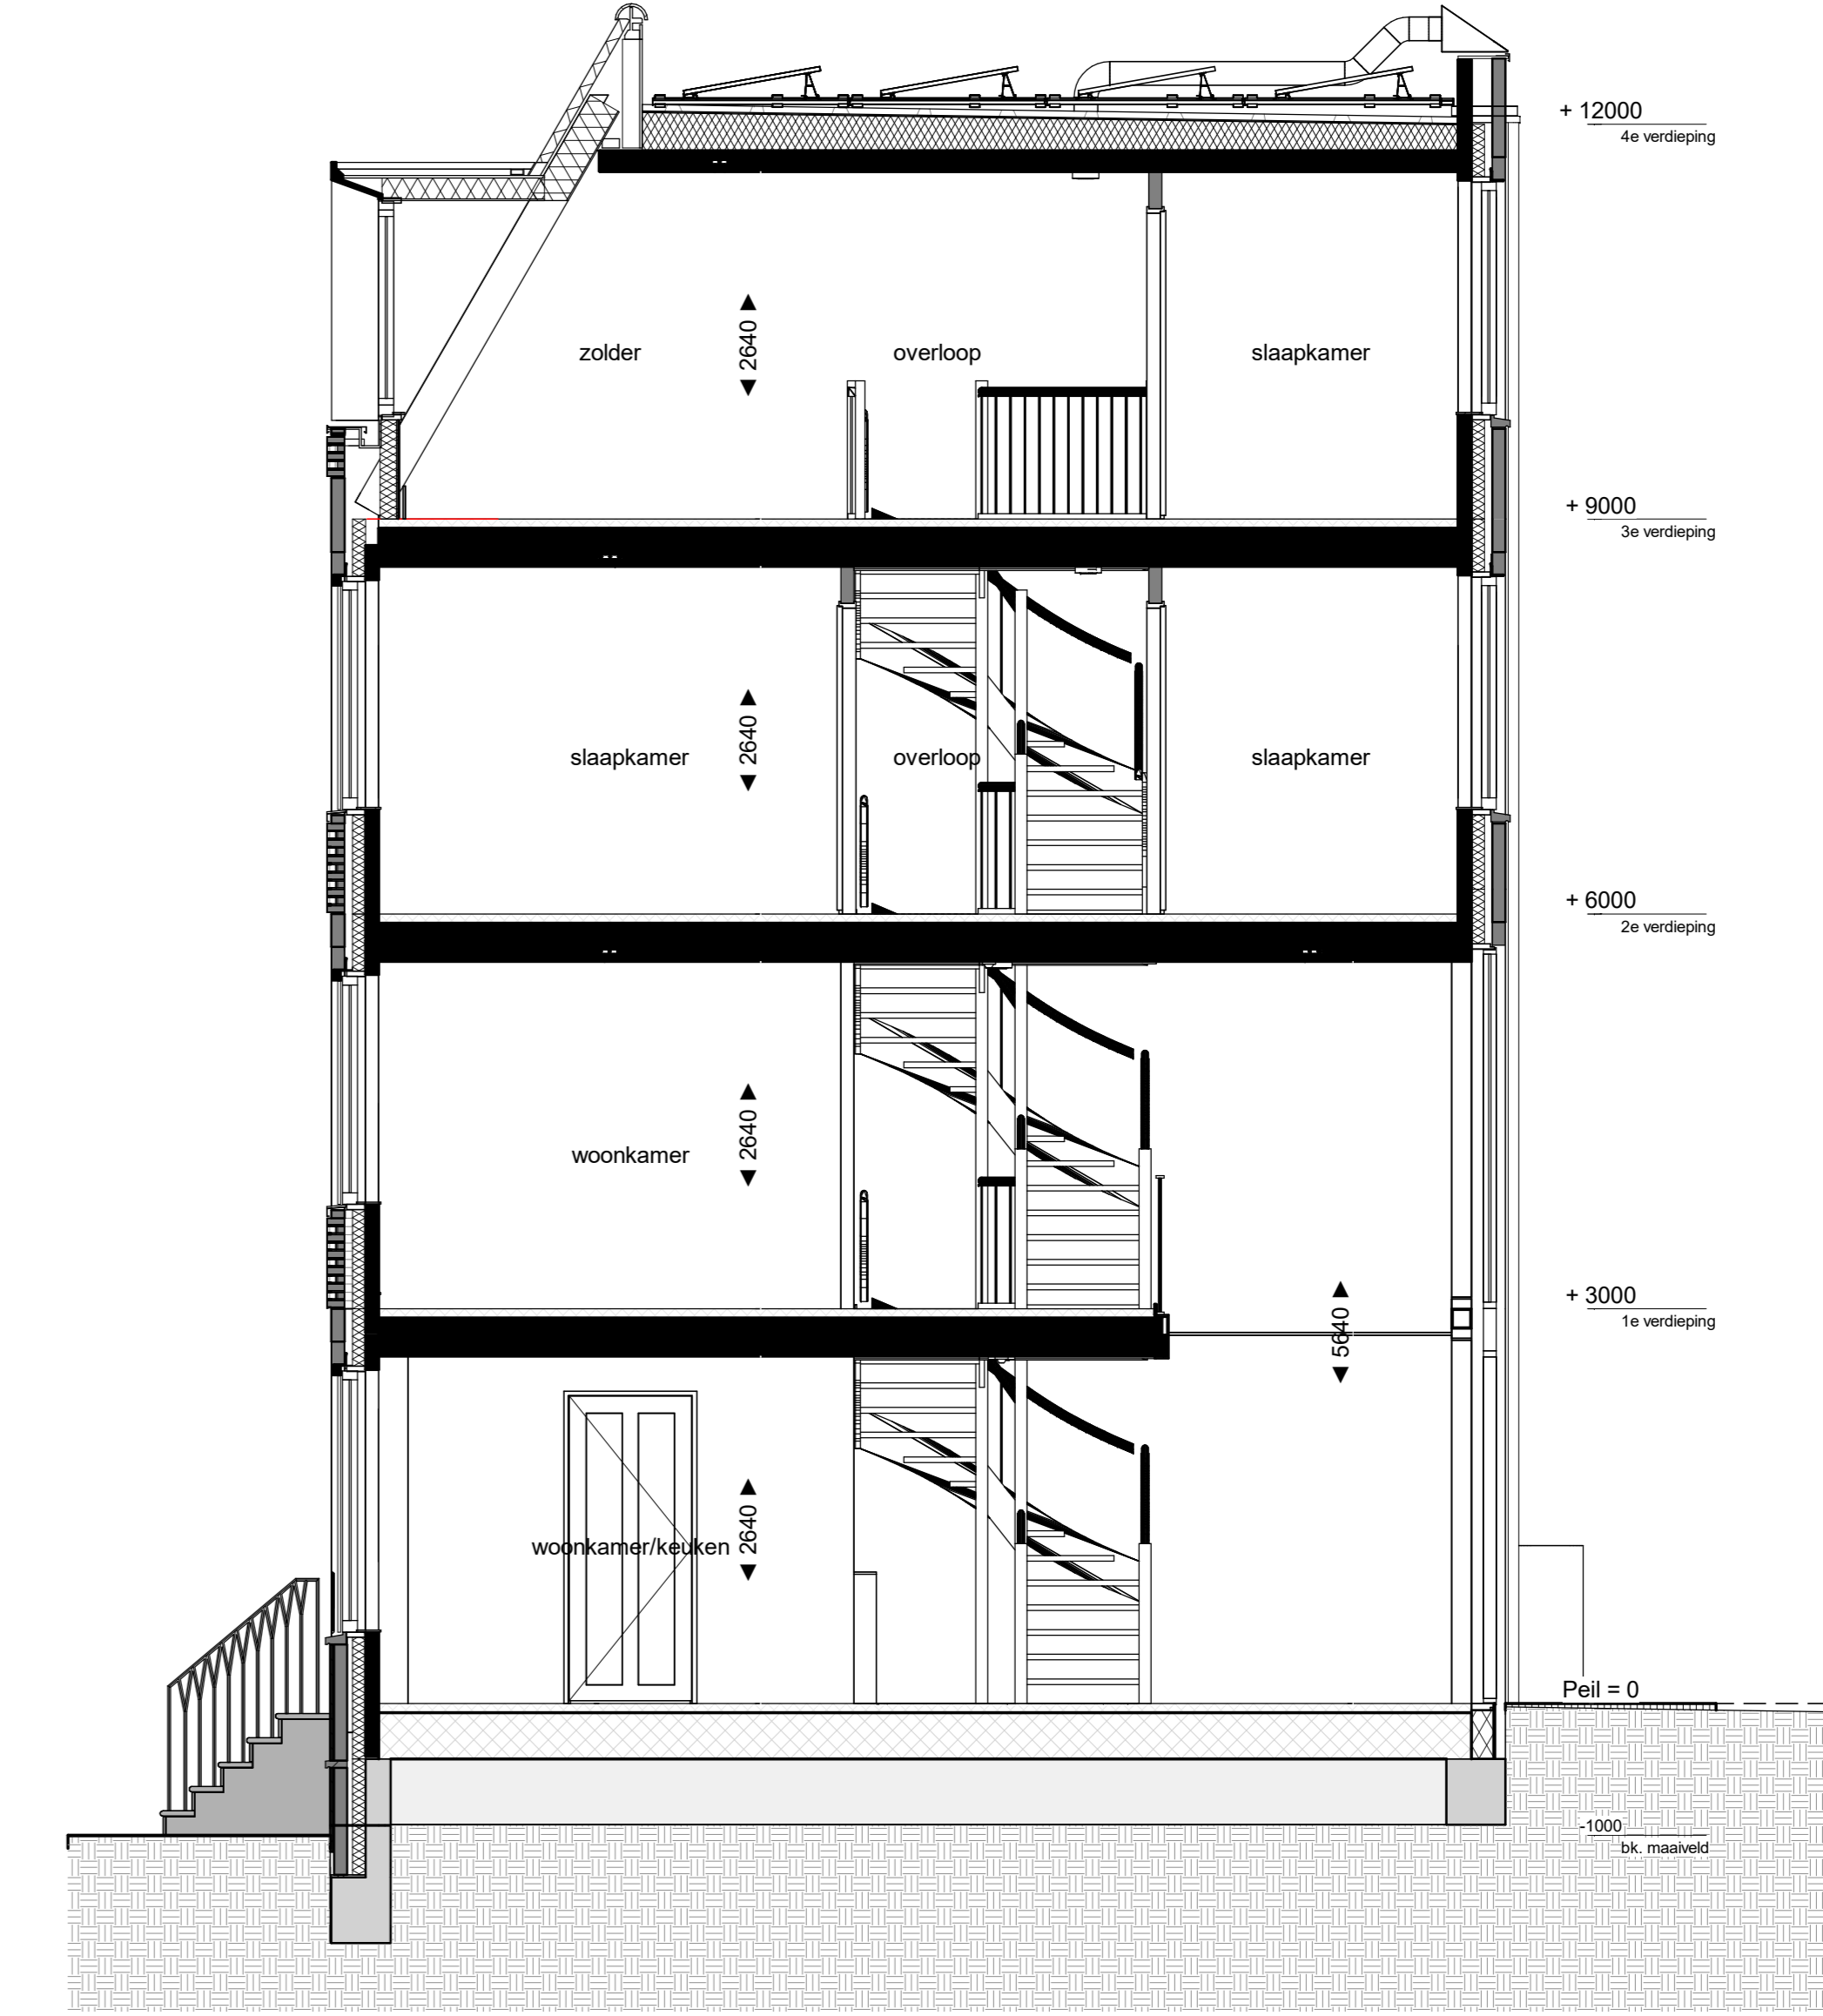 + 12000
4e verdieping
zolder
2640
overloop
slaapkamer
+ 9000
3e verdieping
slaapkamer
2640
overloop
slaapkamer
+ 6000
2e verdieping
woonkamer
2640
+ 3000
1e verdieping
5640
woonkamer/keuken
2640
Peil = 0
-1000
bk. maaiveld